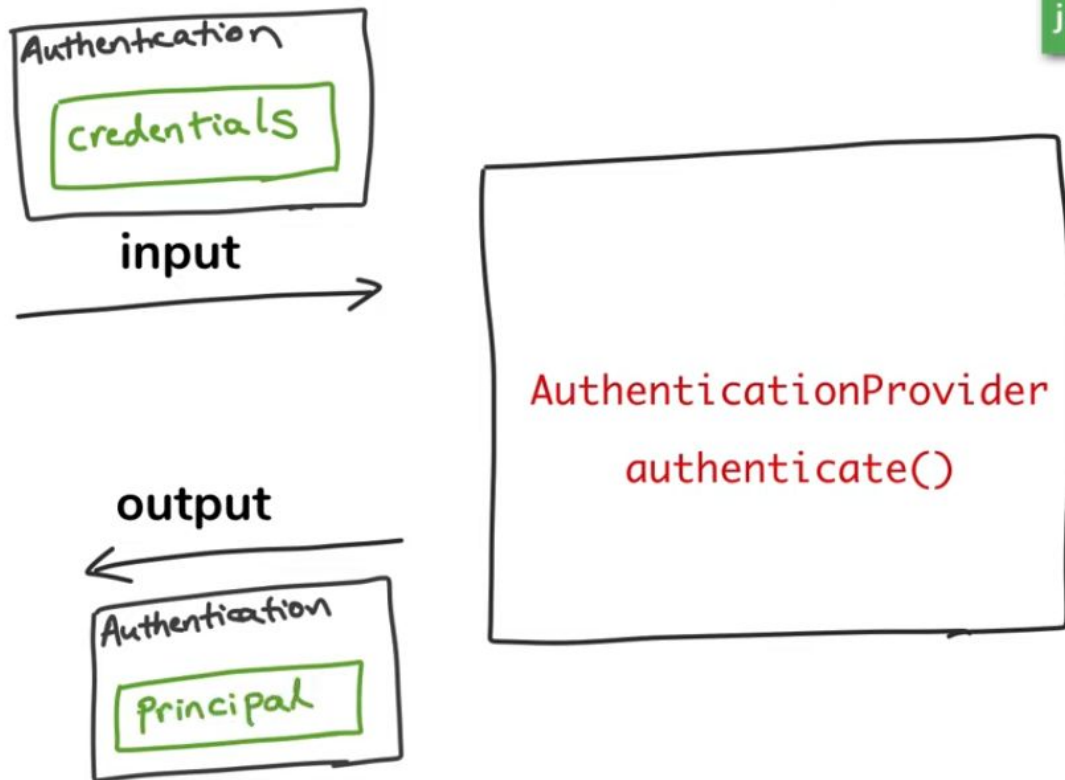 Authentication
credentials
input
AuthenticationProvider
authenticate()
output
Authentication
Principal
j